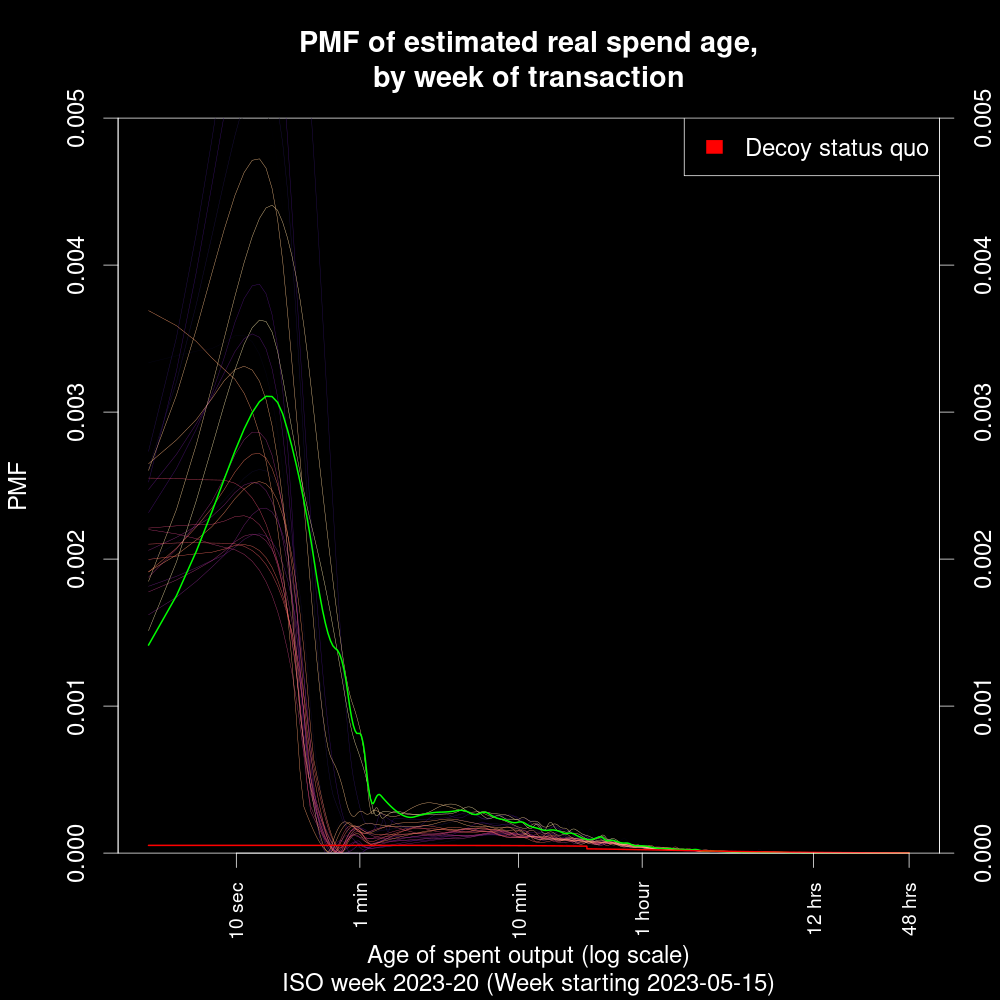 PMF of estimated real spend age,
by week of transaction
Decoy status quo
PMF
0.005
0.004
0.003
0.002
0.001
0.000
0.005
0.004
0.003
0.002
0.001
0.000
10 sec
1 min
10 min
1 hour
12 hrs
48 hrs
Age of spent output (log scale)
ISO week 2023-20 (Week starting 2023-05-15)